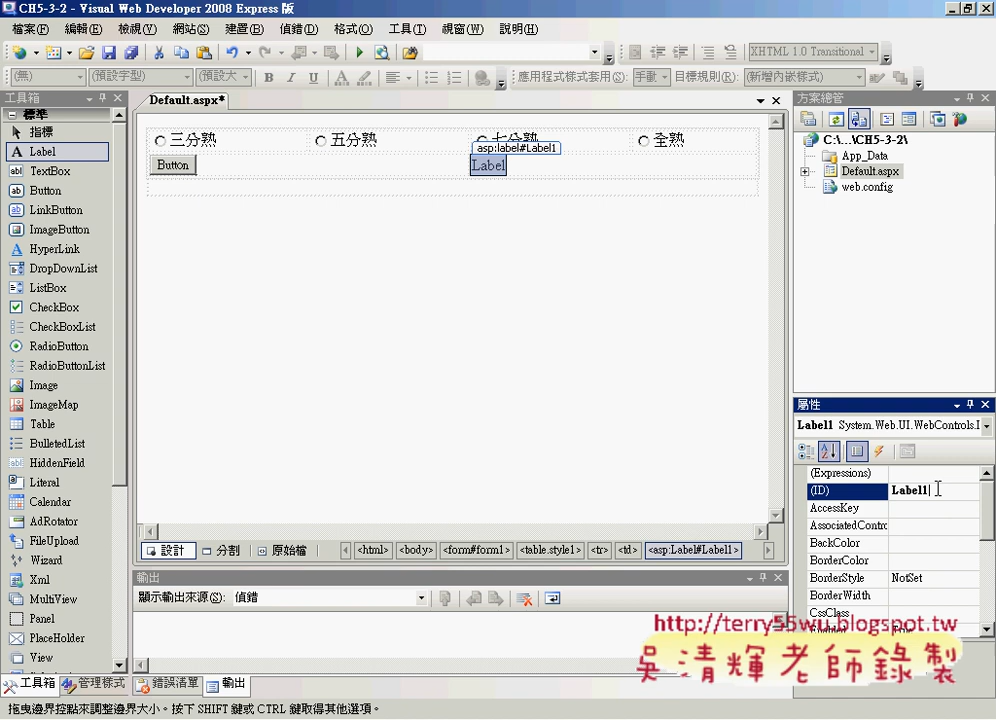 CH5-3-2 - Visual Web Developer 2008 Express 版
檔案(F) 編輯(E) 檢視(V) 網站(S) 建置(B) 偵錯(D) 格式(O) 工具(T) 視窗(W) 說明(H)
XHTML 1.0 Transitional
(無) (預設字型) (預設大 B I U A 應用程式樣式套用(S): 手動 目標規則(R): (新增內嵌樣式)
工具箱
標準
指標
Label
TextBox
Button
LinkButton
ImageButton
HyperLink
DropDownList
ListBox
CheckBox
CheckBoxList
RadioButton
RadioButtonList
Image
ImageMap
Table
BulletedList
HiddenField
Literal
Calendar
AdRotator
FileUpload
Wizard
Xml
MultiView
Panel
PlaceHolder
View
工具箱 管理樣式
Default.aspx*
三分熟 五分熟 七分熟 全熟
asp:label#Label1
Button Label
設計 分割 原始檔 <html> <body> <form#form1> <table.style1> <tr> <td> <asp:Label#Label1>
輸出
顯示輸出來源(S): 偵錯
錯誤清單 輸出
方案總管
C:\...\CH5-3-2\
App_Data
Default.aspx
web.config
屬性
Label1 System.Web.UI.WebControls.L
(Expressions)
(ID) Label1
AccessKey
AssociatedContro
BackColor
BorderColor
BorderStyle NotSet
BorderWidth
CssClass
http://terry55wu.blogspot.tw
吳清輝老師錄製
拖曳邊界控點來調整邊界大小。按下 SHIFT 鍵或 CTRL 鍵取得其他選項。